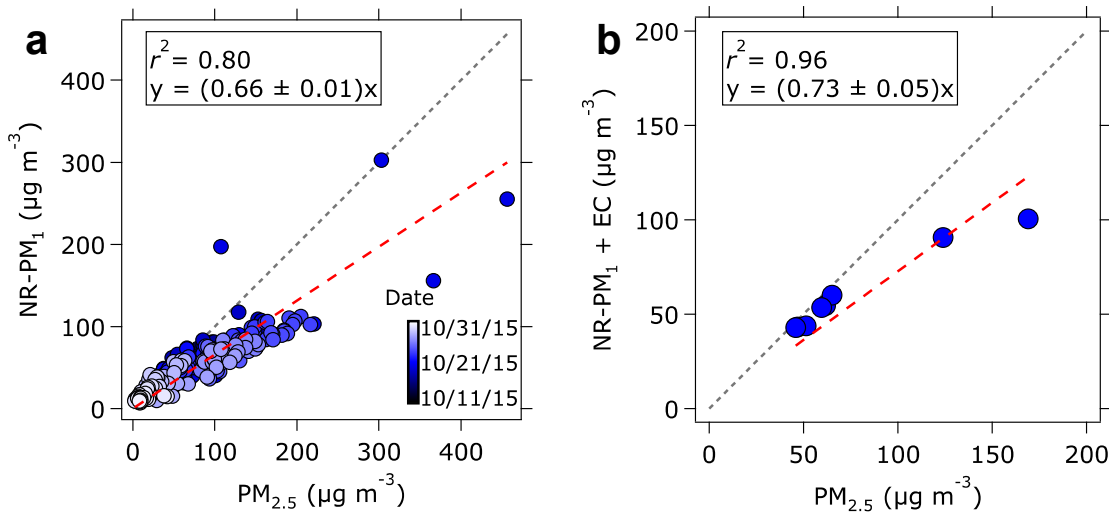 a
r² = 0.80
y = (0.66 ± 0.01)x
NR-PM₁ (µg m⁻³)
400
300
200
100
0
Date
10/31/15
10/21/15
10/11/15
0 100 200 300 400
PM₂.₅ (µg m⁻³)
b
r² = 0.96
y = (0.73 ± 0.05)x
NR-PM₁ + EC (µg m⁻³)
200
150
100
50
0
0 50 100 150 200
PM₂.₅ (µg m⁻³)